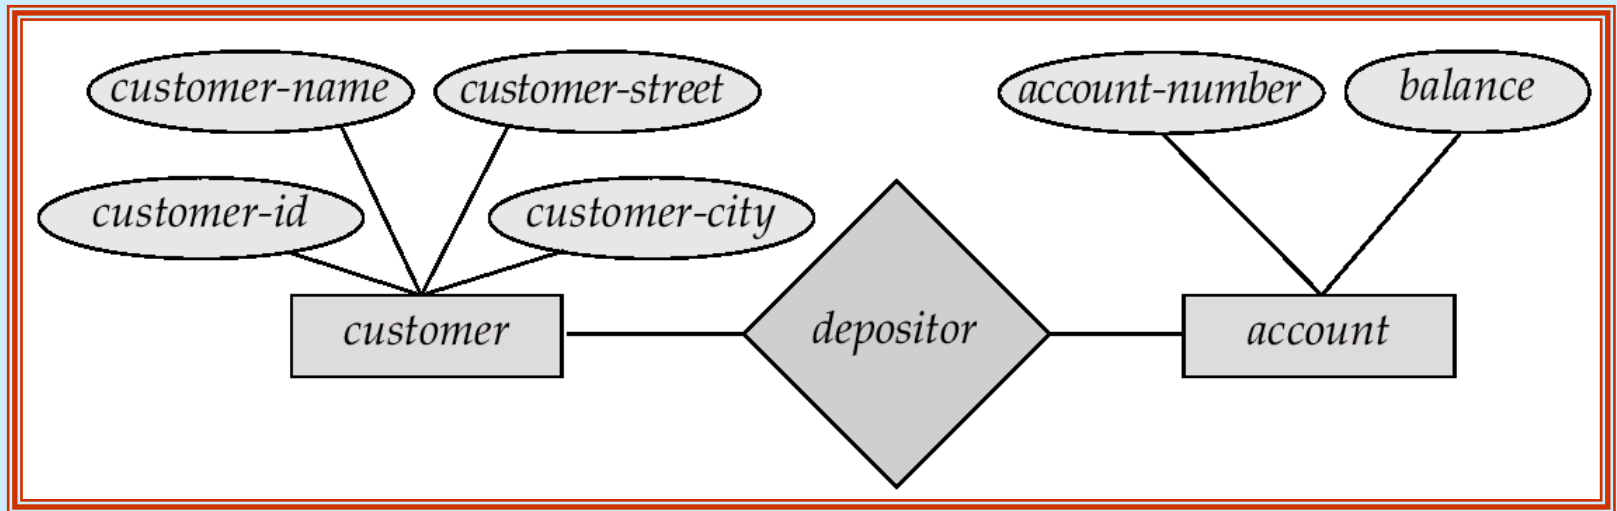 customer-name
customer-street
account-number
balance
customer-id
customer-city
customer
depositor
account